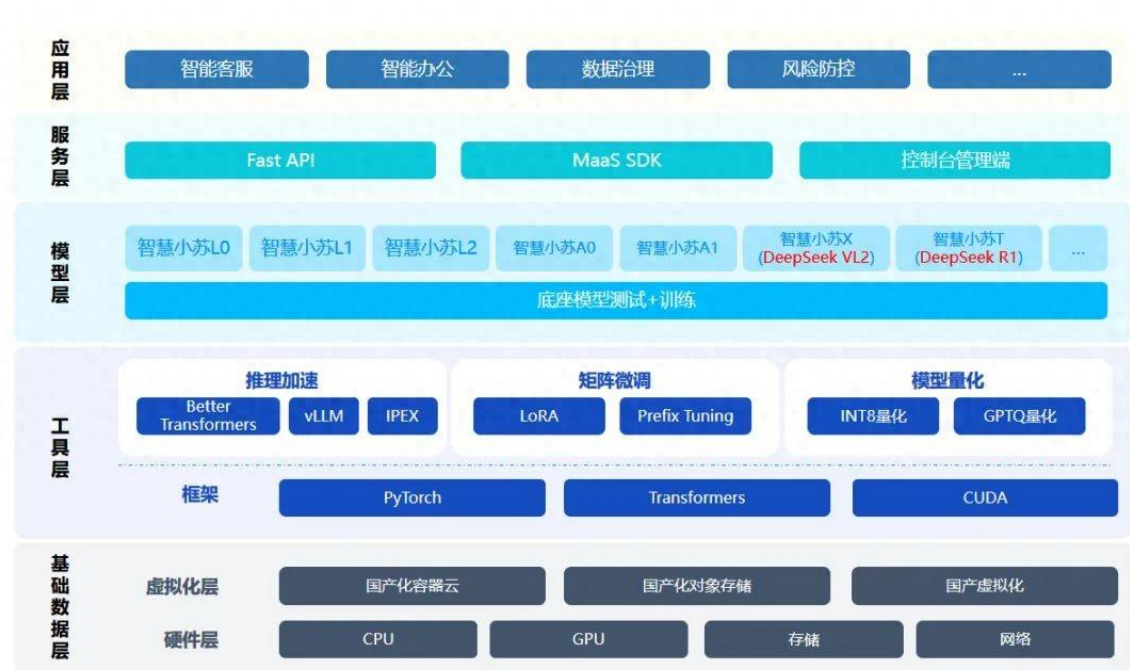 应用层
智能客服
智能办公
数据治理
风险防控
...
服务层
Fast API
MaaS SDK
控制台管理端
模型层
智慧小苏L0
智慧小苏L1
智慧小苏L2
智慧小苏A0
智慧小苏A1
智慧小苏X
(DeepSeek VL2)
智慧小苏T
(DeepSeek R1)
...
底座模型测试+训练
工具层
推理加速
Better
Transformers
vLLM
IPEX
矩阵微调
LoRA
Prefix Tuning
模型量化
INT8量化
GPTQ量化
框架
PyTorch
Transformers
CUDA
基础数据层
虚拟化层
国产化容器云
国产化对象存储
国产虚拟化
硬件层
CPU
GPU
存储
网络